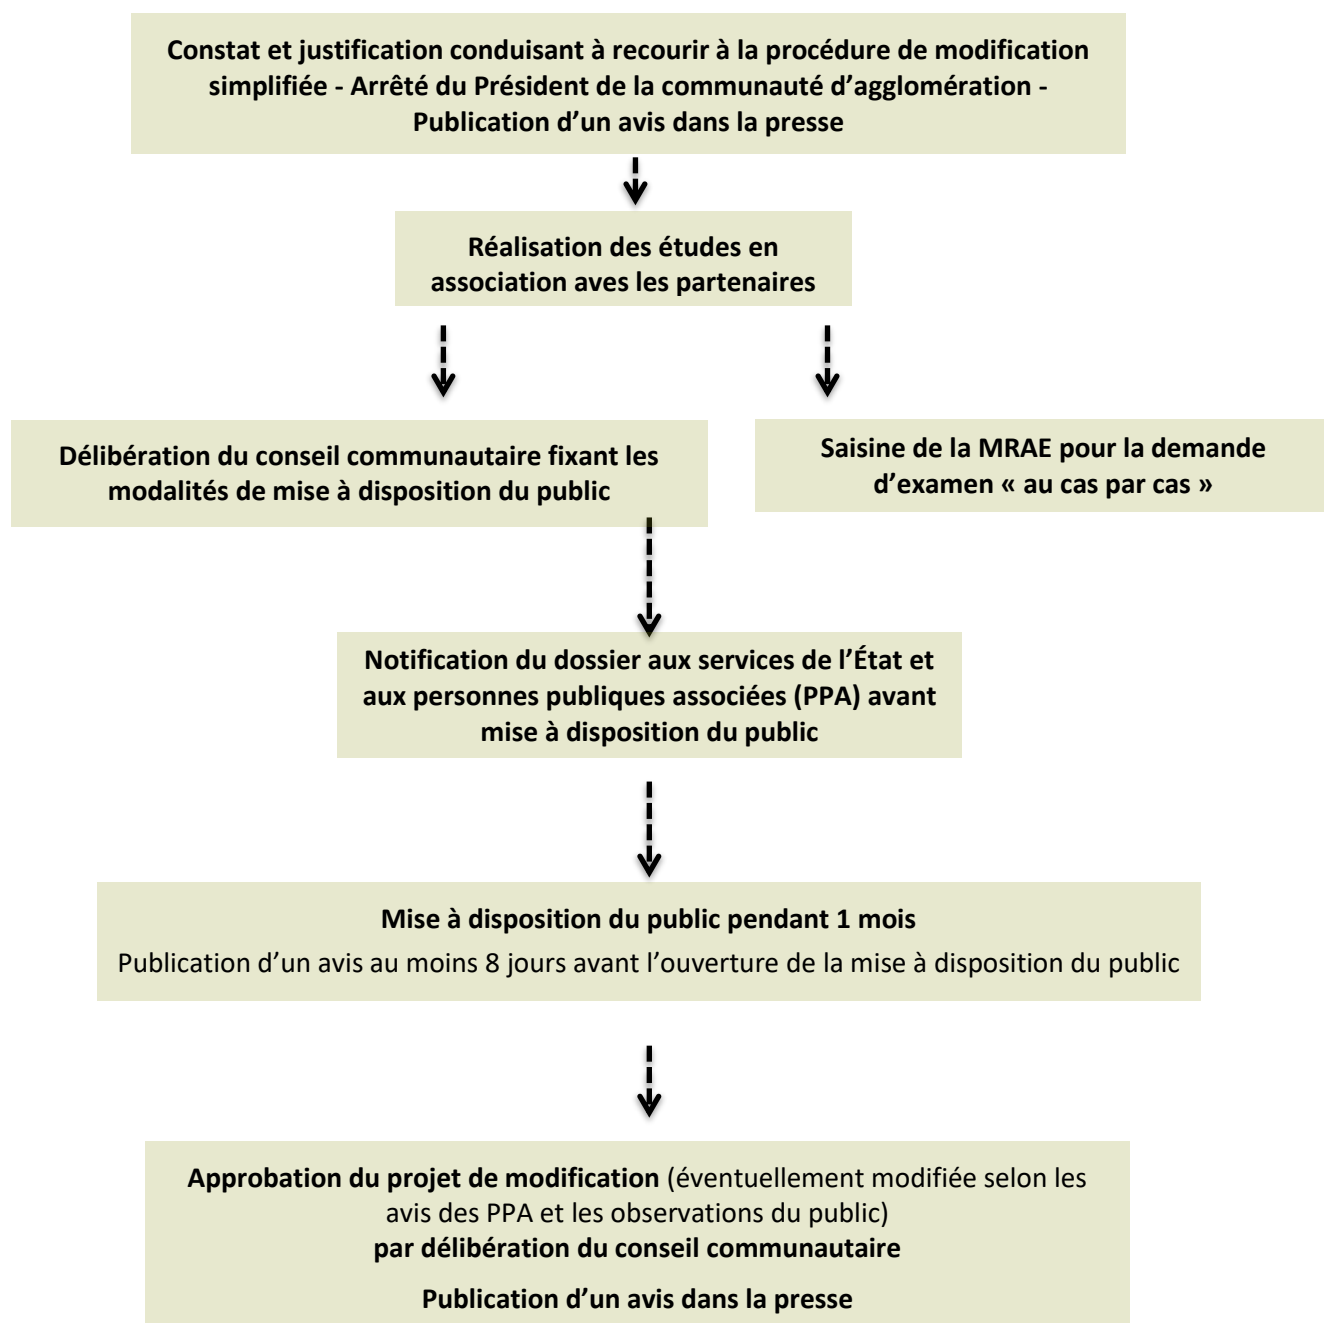 Constat et justification conduisant à recourir à la procédure de modification
simplifiée - Arrêté du Président de la communauté d’agglomération -
Publication d’un avis dans la presse
Réalisation des études en
association aves les partenaires
Délibération du conseil communautaire fixant les
modalités de mise à disposition du public
Saisine de la MRAE pour la demande
d’examen « au cas par cas »
Notification du dossier aux services de l’État et
aux personnes publiques associées (PPA) avant
mise à disposition du public
Mise à disposition du public pendant 1 mois
Publication d’un avis au moins 8 jours avant l’ouverture de la mise à disposition du public
Approbation du projet de modification (éventuellement modifiée selon les
avis des PPA et les observations du public)
par délibération du conseil communautaire
Publication d’un avis dans la presse